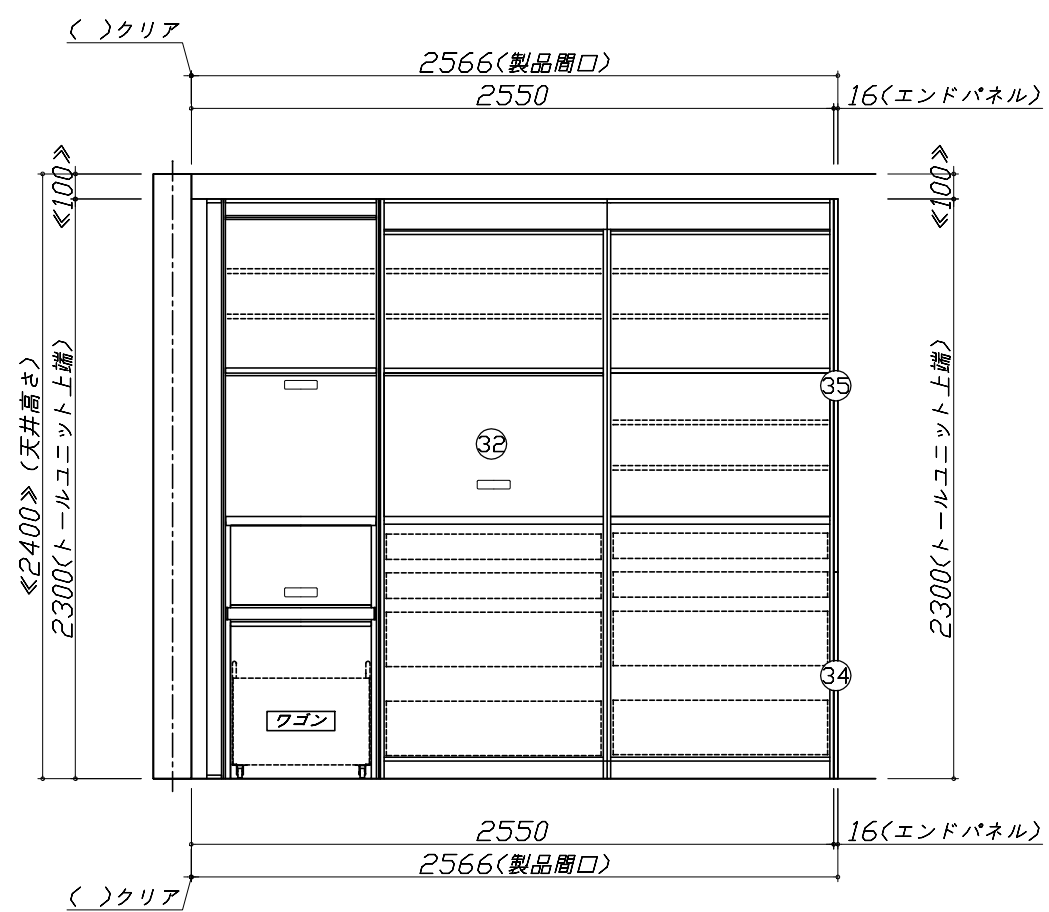 ( )クリア
2566(製品間口)
2550
16(エンドパネル)
≪100≫
≪100≫
≪2400≫(天井高さ)
2300(トールユニット上端)
2300(トールユニット上端)
35
32
34
ワゴン
2550
16(エンドパネル)
2566(製品間口)
( )クリア